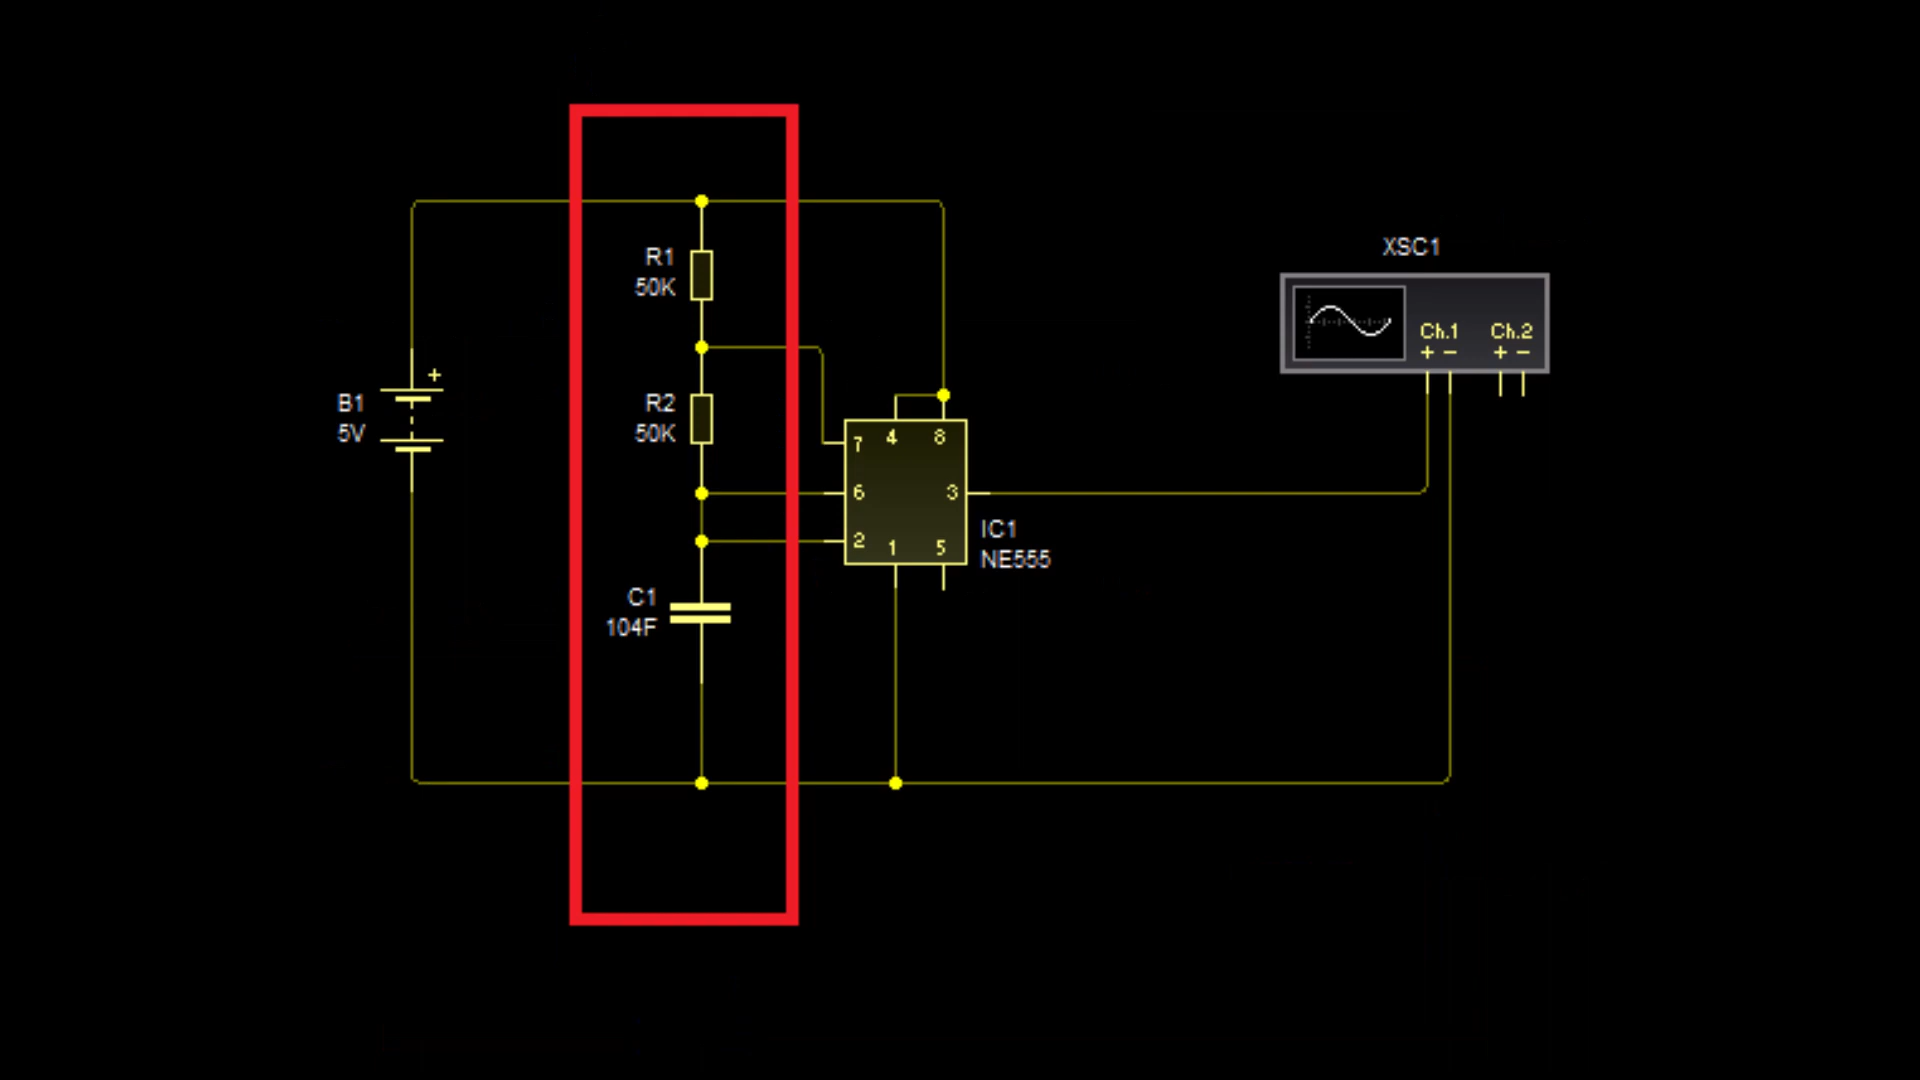 XSC1
R1
50K
Ch.1 Ch.2
+ − + −
+
B1
5V
R2
50K
7 4 8
6 3
2 1 5
IC1
NE555
C1
104F